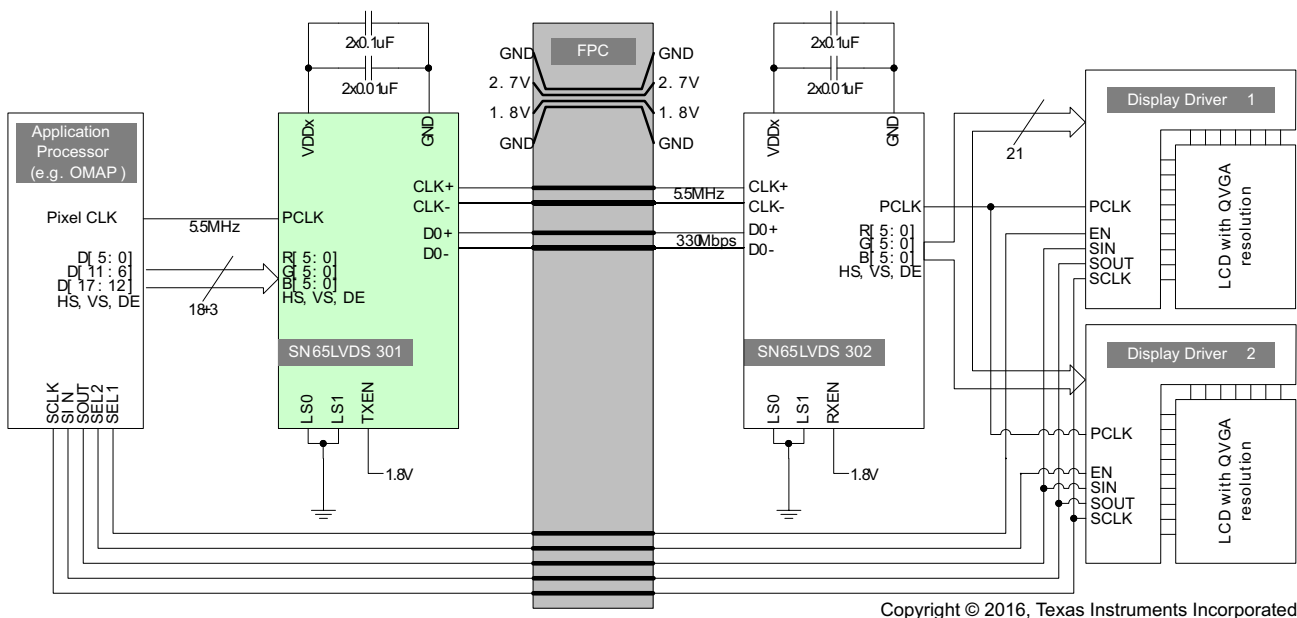 2x0.1uF
2x0.01uF
GND
2.7V
1.8V
GND
FPC
GND
2.7V
1.8V
GND
2x0.1uF
2x0.01uF
Application
Processor
(e.g. OMAP)
Pixel CLK
5.5MHz
D[5:0]
D[11:6]
D[17:12]
HS, VS, DE
18+3
SCLK
SIN
SOUT
SEL2
SEL1
VDDx
GND
PCLK
R[5:0]
G[5:0]
B[5:0]
HS, VS, DE
CLK+
CLK-
D0+
D0-
SN65LVDS 301
LS0
LS1
TXEN
1.8V
5.5MHz
330Mbps
VDDx
GND
CLK+
CLK-
D0+
D0-
PCLK
R[5:0]
G[5:0]
B[5:0]
HS, VS, DE
SN65LVDS 302
LS0
LS1
RXEN
1.8V
21
Display Driver 1
PCLK
EN
SIN
SOUT
SCLK
LCD with QVGA
resolution
Display Driver 2
PCLK
EN
SIN
SOUT
SCLK
LCD with QVGA
resolution
Copyright © 2016, Texas Instruments Incorporated